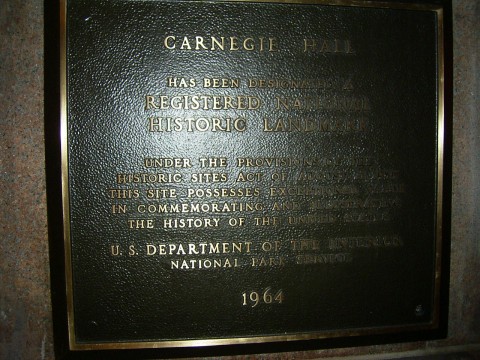 CARNEGIE HALL
HAS BEEN DESIGNATED A
REGISTERED NATIONAL
HISTORIC LANDMARK
UNDER THE PROVISIONS OF THE
HISTORIC SITES ACT OF
THIS SITE POSSESSES EXCEPTIONAL VALUE
IN COMMEMORATING AND ILLUSTRATING
THE HISTORY OF THE UNITED STATES
U. S. DEPARTMENT OF THE INTERIOR
NATIONAL PARK SERVICE
1964